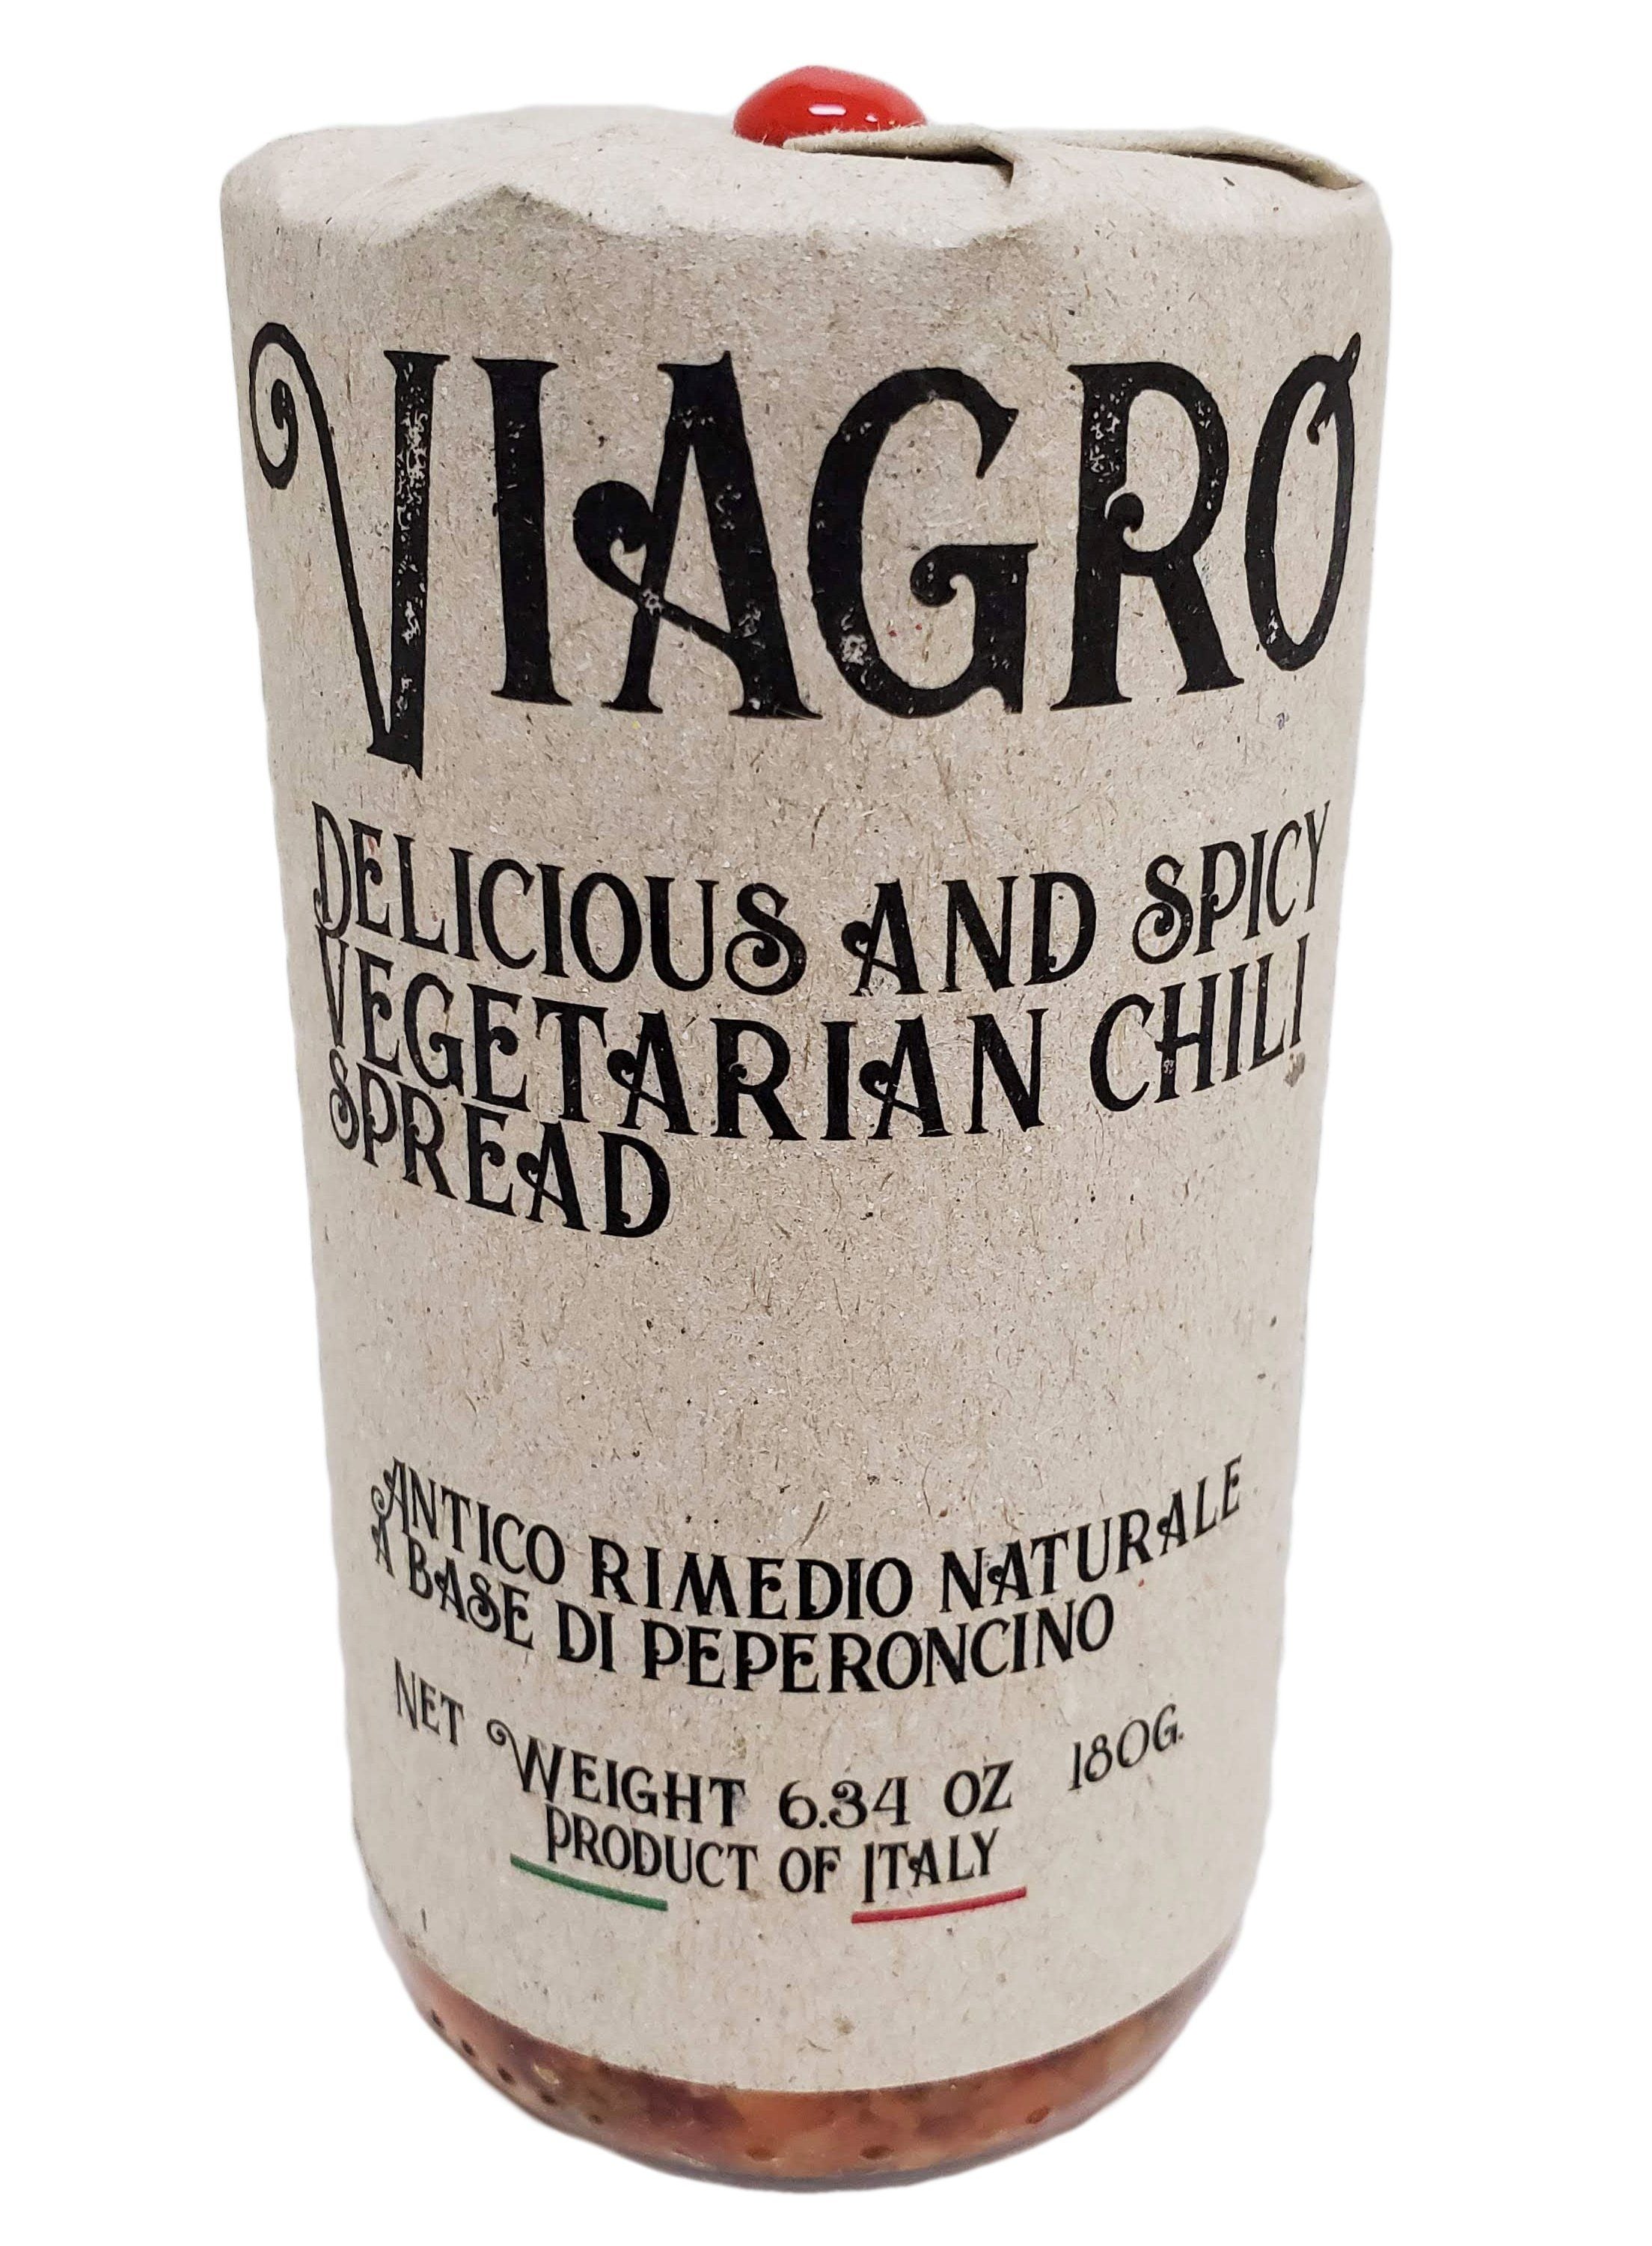 VIAGRO
DELICIOUS AND SPICY
VEGETARIAN CHILI
SPREAD
ANTICO RIMEDIO NATURALE
A BASE DI PEPERONCINO
NET WEIGHT 6.34 OZ 180G.
PRODUCT OF ITALY